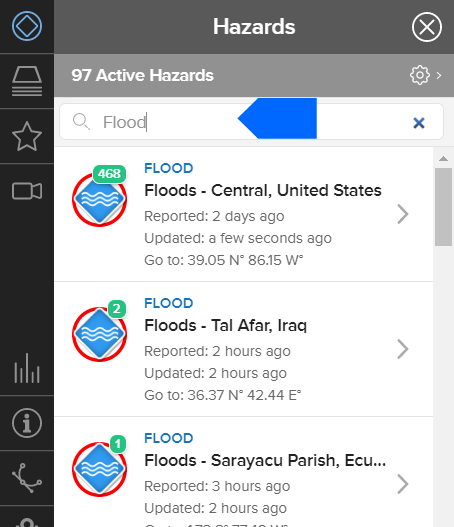 Hazards
97 Active Hazards
Flood
468
FLOOD
Floods - Central, United States
Reported: 2 days ago
Updated: a few seconds ago
Go to: 39.05 N° 86.15 W°
2
FLOOD
Floods - Tal Afar, Iraq
Reported: 2 hours ago
Updated: 2 hours ago
Go to: 36.37 N° 42.44 E°
1
FLOOD
Floods - Sarayacu Parish, Ecu...
Reported: 3 hours ago
Updated: 2 hours ago